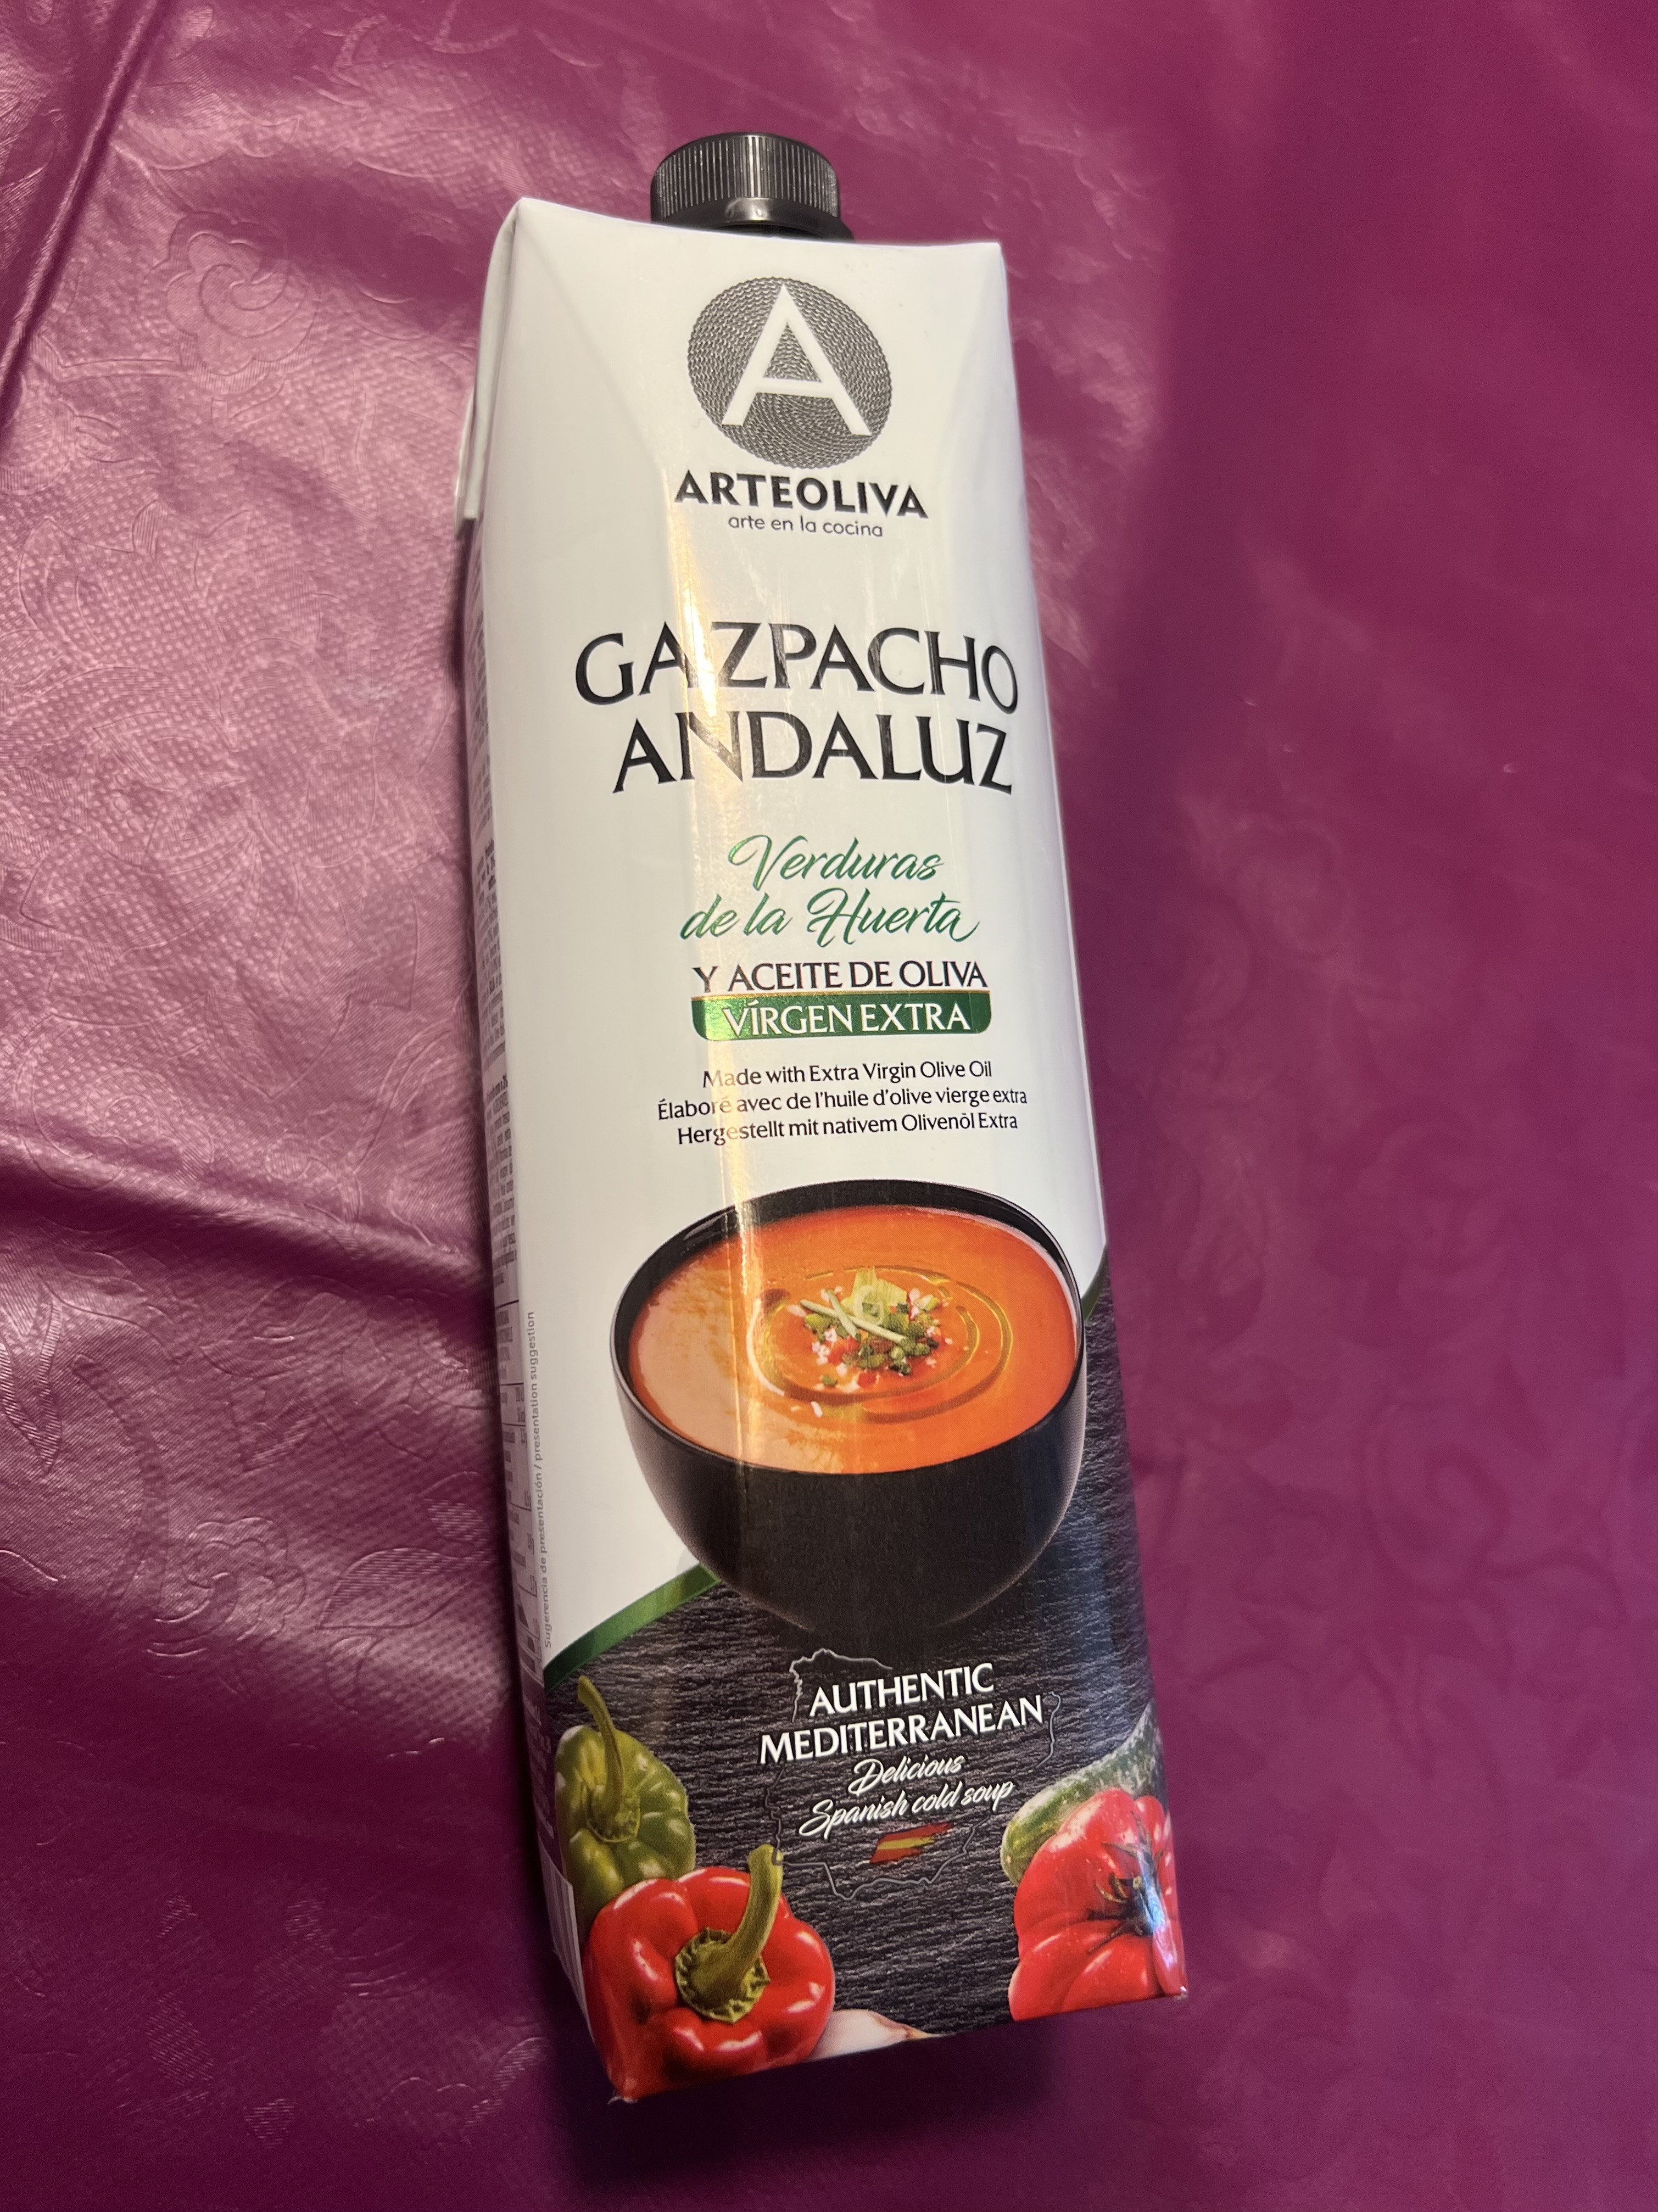 A
ARTEOLIVA
arte en la cocina
GAZPACHO
ANDALUZ
Verduras
de la Huerta
Y ACEITE DE OLIVA
VÍRGEN EXTRA
Made with Extra Virgin Olive Oil
Élaboré avec de l'huile d'olive vierge extra
Hergestellt mit nativem Olivenöl Extra
Sugerencia de presentación / presentation suggestion
AUTHENTIC
MEDITERRANEAN
Delicious
Spanish cold soup